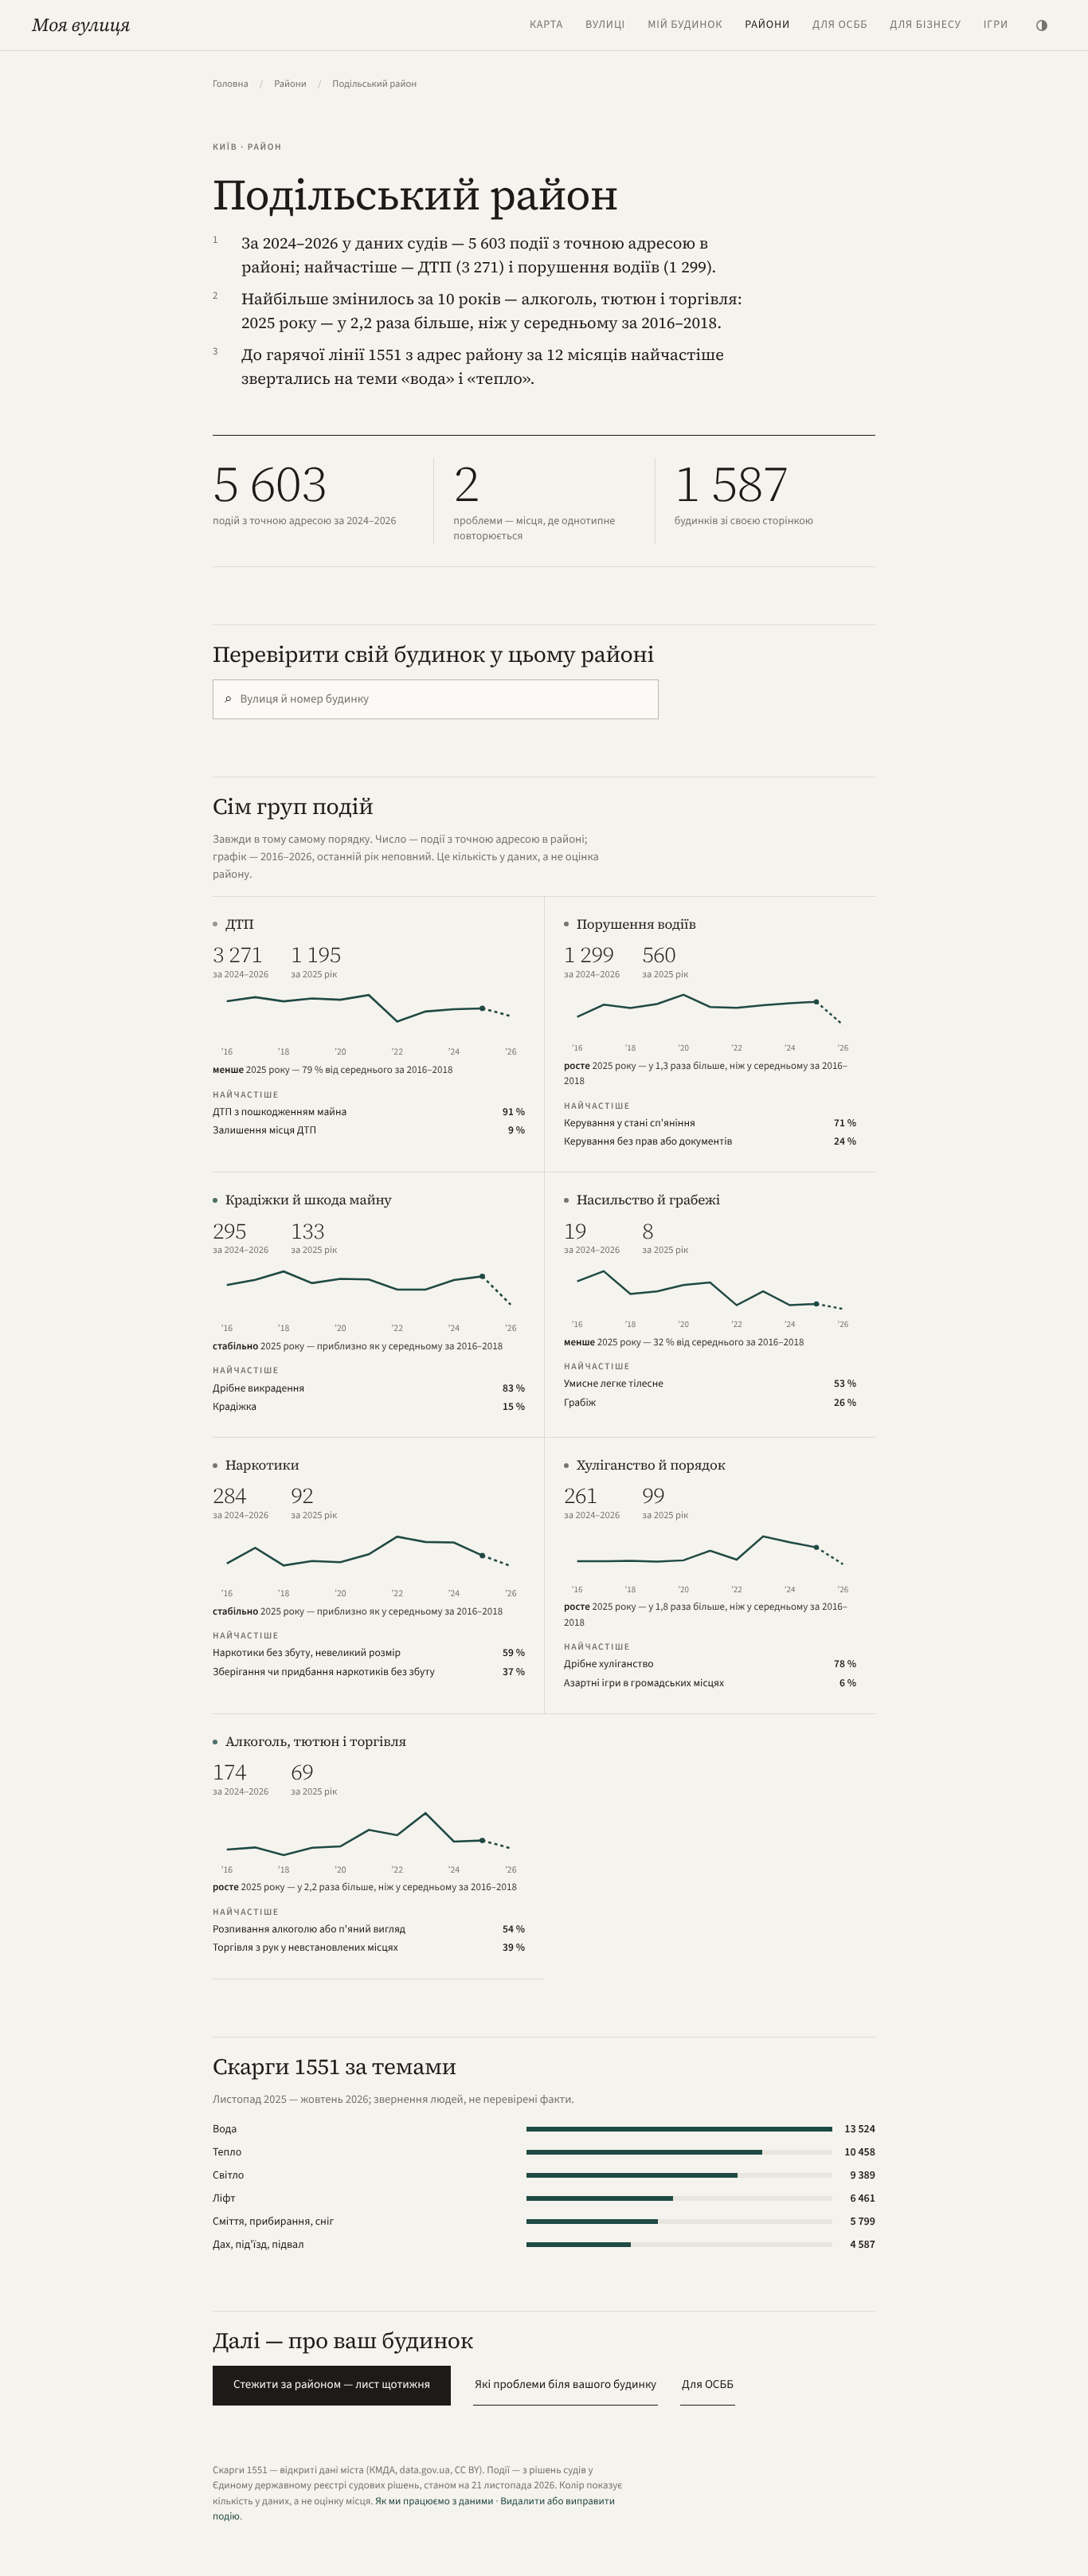 Моя вулиця
КАРТА ВУЛИЦІ МІЙ БУДИНОК РАЙОНИ ДЛЯ ОСББ ДЛЯ БІЗНЕСУ ІГРИ
Головна / Райони / Подільський район
КИЇВ · РАЙОН
Подільський район
1 За 2024–2026 у даних судів — 5 603 події з точною адресою в
районі; найчастіше — ДТП (3 271) і порушення водіїв (1 299).
2 Найбільше змінилось за 10 років — алкоголь, тютюн і торгівля:
2025 року — у 2,2 раза більше, ніж у середньому за 2016–2018.
3 До гарячої лінії 1551 з адрес району за 12 місяців найчастіше
звертались на теми «вода» і «тепло».
5 603
подій з точною адресою за 2024–2026
2
проблеми — місця, де однотипне
повторюється
1 587
будинків зі своєю сторінкою
Перевірити свій будинок у цьому районі
Вулиця й номер будинку
Сім груп подій
Завжди в тому самому порядку. Число — події з точною адресою в районі;
графік — 2016–2026, останній рік неповний. Це кількість у даних, а не оцінка
району.
ДТП
3 271 1 195
за 2024–2026 за 2025 рік
'16 '18 '20 '22 '24 '26
менше 2025 року — 79 % від середнього за 2016–2018
НАЙЧАСТІШЕ
ДТП з пошкодженням майна 91 %
Залишення місця ДТП 9 %
Порушення водіїв
1 299 560
за 2024–2026 за 2025 рік
'16 '18 '20 '22 '24 '26
росте 2025 року — у 1,3 раза більше, ніж у середньому за 2016–
2018
НАЙЧАСТІШЕ
Керування у стані сп'яніння 71 %
Керування без прав або документів 24 %
Крадіжки й шкода майну
295 133
за 2024–2026 за 2025 рік
'16 '18 '20 '22 '24 '26
стабільно 2025 року — приблизно як у середньому за 2016–2018
НАЙЧАСТІШЕ
Дрібне викрадення 83 %
Крадіжка 15 %
Насильство й грабежі
19 8
за 2024–2026 за 2025 рік
'16 '18 '20 '22 '24 '26
менше 2025 року — 32 % від середнього за 2016–2018
НАЙЧАСТІШЕ
Умисне легке тілесне 53 %
Грабіж 26 %
Наркотики
284 92
за 2024–2026 за 2025 рік
'16 '18 '20 '22 '24 '26
стабільно 2025 року — приблизно як у середньому за 2016–2018
НАЙЧАСТІШЕ
Наркотики без збуту, невеликий розмір 59 %
Зберігання чи придбання наркотиків без збуту 37 %
Хуліганство й порядок
261 99
за 2024–2026 за 2025 рік
'16 '18 '20 '22 '24 '26
росте 2025 року — у 1,8 раза більше, ніж у середньому за 2016–
2018
НАЙЧАСТІШЕ
Дрібне хуліганство 78 %
Азартні ігри в громадських місцях 6 %
Алкоголь, тютюн і торгівля
174 69
за 2024–2026 за 2025 рік
'16 '18 '20 '22 '24 '26
росте 2025 року — у 2,2 раза більше, ніж у середньому за 2016–2018
НАЙЧАСТІШЕ
Розпивання алкоголю або п'яний вигляд 54 %
Торгівля з рук у невстановлених місцях 39 %
Скарги 1551 за темами
Листопад 2025 — жовтень 2026; звернення людей, не перевірені факти.
Вода 13 524
Тепло 10 458
Світло 9 389
Ліфт 6 461
Сміття, прибирання, сніг 5 799
Дах, під'їзд, підвал 4 587
Далі — про ваш будинок
Стежити за районом — лист щотижня Які проблеми біля вашого будинку Для ОСББ
Скарги 1551 — відкриті дані міста (КМДА, data.gov.ua, CC BY). Події — з рішень судів у
Єдиному державному реєстрі судових рішень, станом на 21 листопада 2026. Колір показує
кількість у даних, а не оцінку місця. Як ми працюємо з даними · Видалити або виправити
подію.